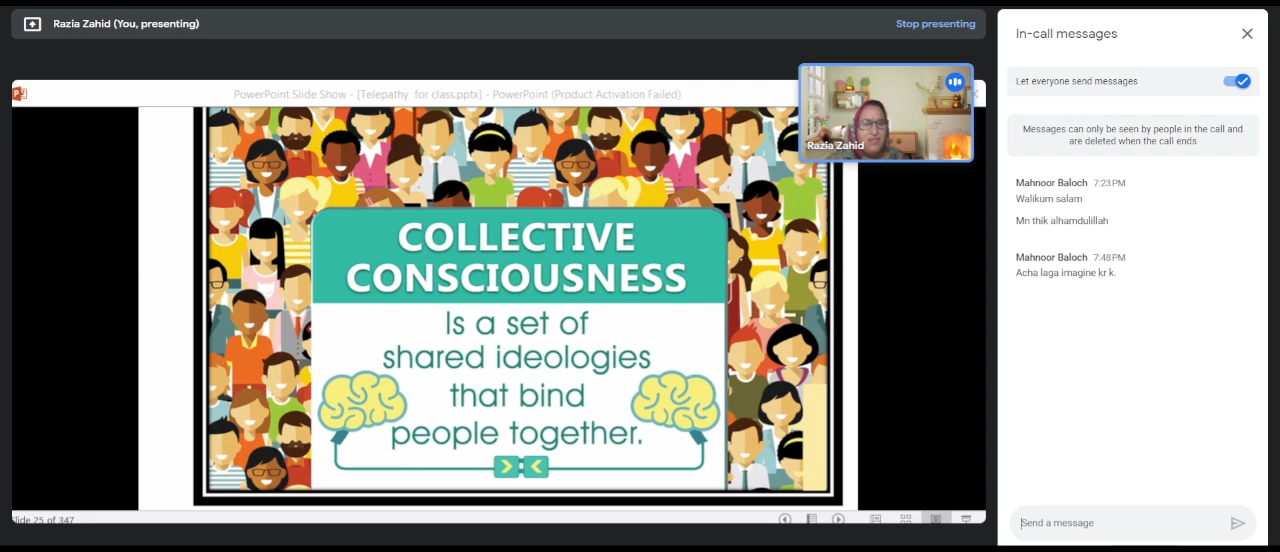 Razia Zahid (You, presenting)
Stop presenting
PowerPoint Slide Show - [Telepathy for class.pptx] - PowerPoint (Product Activation Failed)
Razia Zahid
COLLECTIVE
CONSCIOUSNESS
Is a set of
shared ideologies
that bind
people together.
Slide 25 of 347
In-call messages
Let everyone send messages
Messages can only be seen by people in the call and
are deleted when the call ends
Mahnoor Baloch 7:23 PM
Walikum salam
Mn thik alhamdulillah
Mahnoor Baloch 7:48 PM
Acha laga imagine kr k.
Send a message